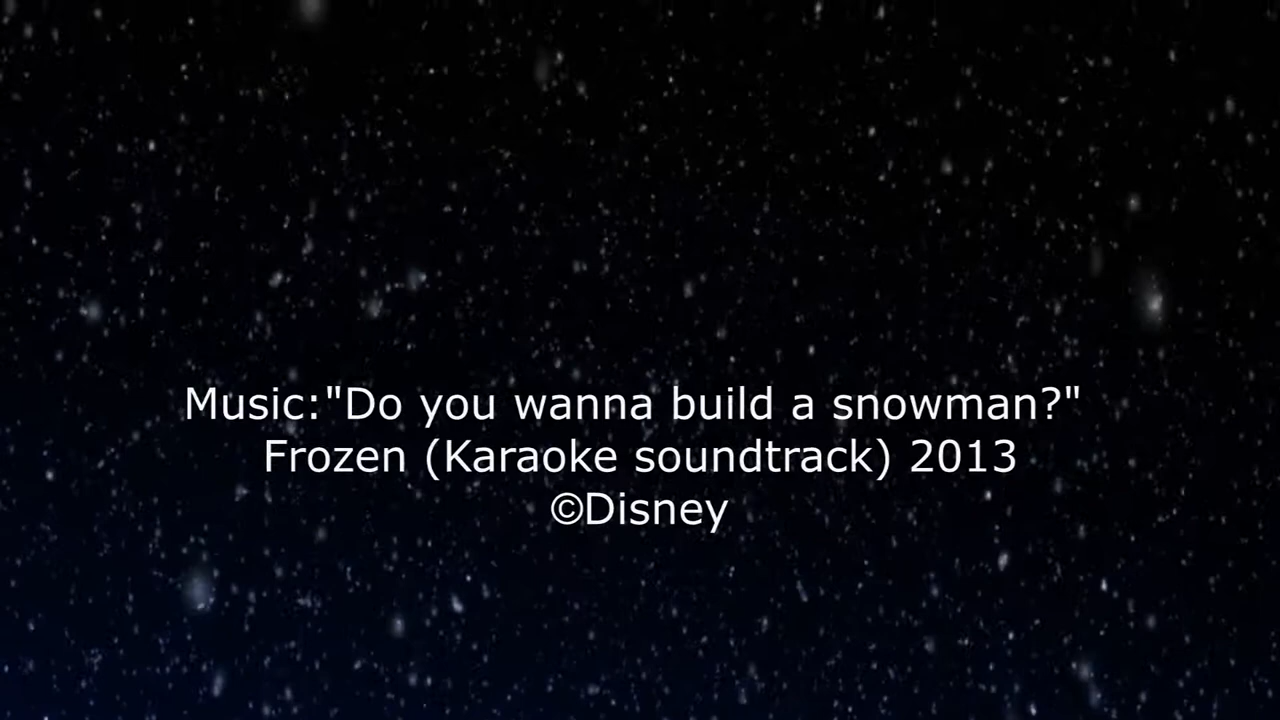 Music:"Do you wanna build a snowman?"
Frozen (Karaoke soundtrack) 2013
©Disney